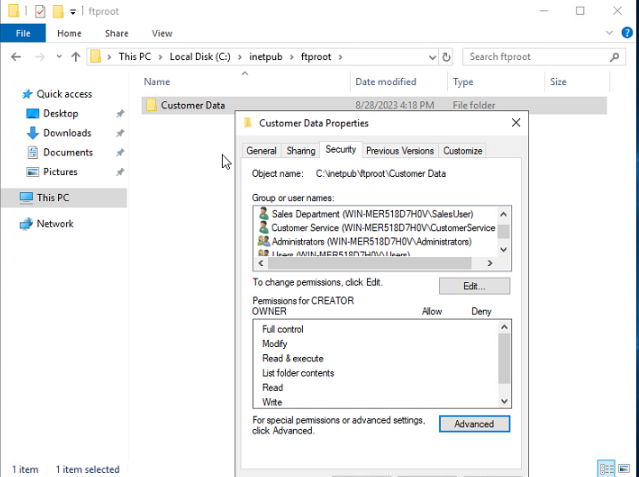 ftproot
File Home Share View
This PC > Local Disk (C:) > inetpub > ftproot > Search ftproot
Name Date modified Type Size
Quick access
Desktop
Downloads
Documents
Pictures
This PC
Network
Customer Data 8/28/2023 4:18 PM File folder
Customer Data Properties
General Sharing Security Previous Versions Customize
Object name: C:\inetpub\ftproot\Customer Data
Group or user names:
Sales Department (WIN-MER518D7H0V\SalesUser)
Customer Service (WIN-MER518D7H0V\CustomerService
Administrators (WIN-MER518D7H0V\Administrators)
Users (WIN-MER518D7H0V\Users)
To change permissions, click Edit.
Edit...
Permissions for CREATOR
OWNER Allow Deny
Full control
Modify
Read & execute
List folder contents
Read
Write
For special permissions or advanced settings,
click Advanced.
Advanced
1 item 1 item selected